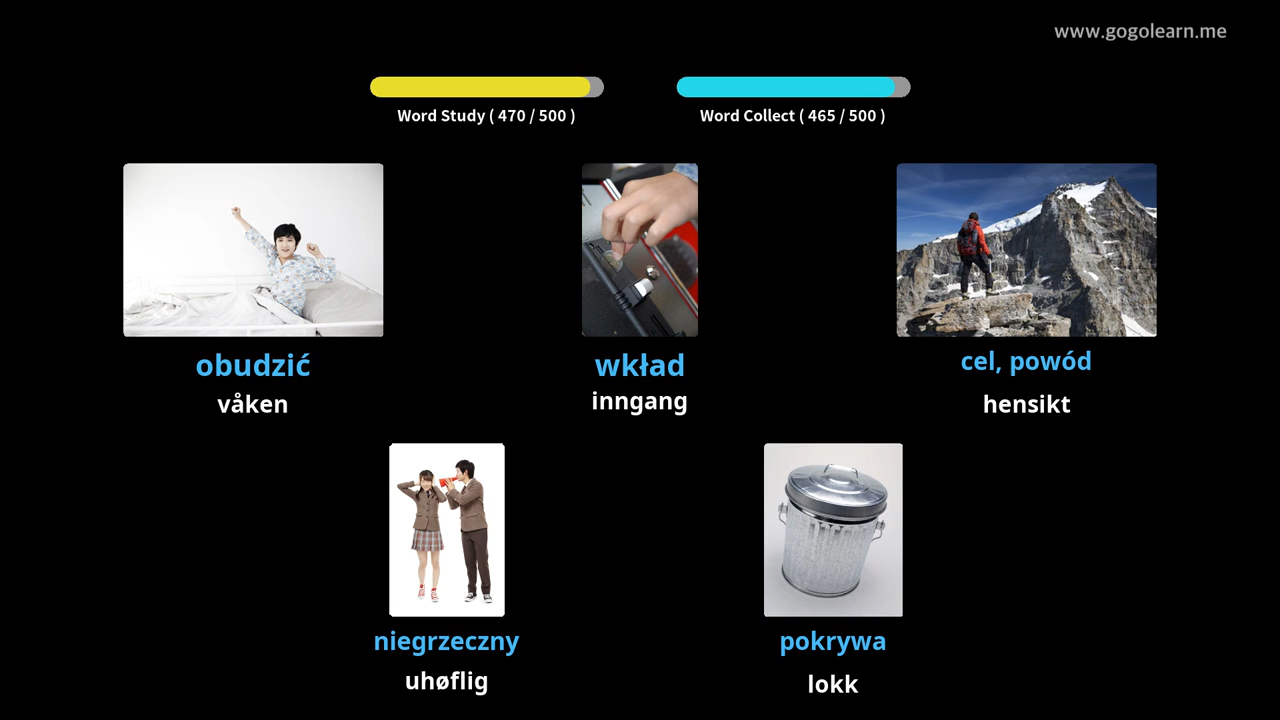 www.gogolearn.me
Word Study ( 470 / 500 )
Word Collect ( 465 / 500 )
obudzić
våken
wkład
inngang
cel, powód
hensikt
niegrzeczny
uhøflig
pokrywa
lokk